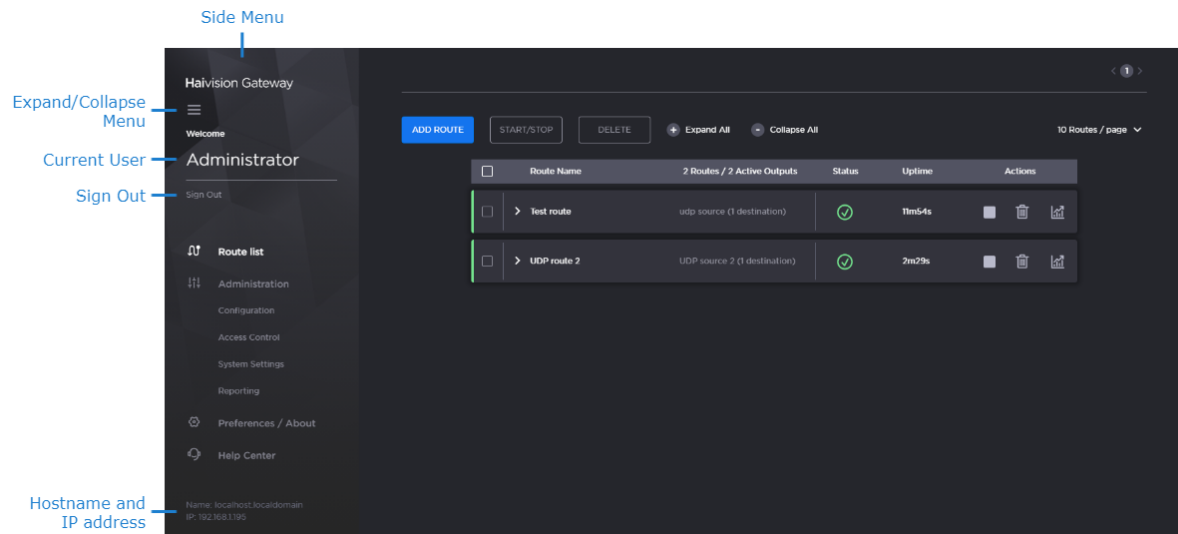 Side Menu
Haivision Gateway
< 1 >
Expand/Collapse
Menu
Welcome
ADD ROUTE START/STOP DELETE + Expand All - Collapse All 10 Routes / page
Current User
Administrator
Route Name 2 Routes / 2 Active Outputs Status Uptime Actions
Sign Out
Sign Out
Test route udp source (1 destination) 11m54s
Route list
UDP route 2 UDP source 2 (1 destination) 2m29s
Administration
Configuration
Access Control
System Settings
Reporting
Preferences / About
Help Center
Hostname and
IP address
Name: localhost.localdomain
IP: 192.168.1.195